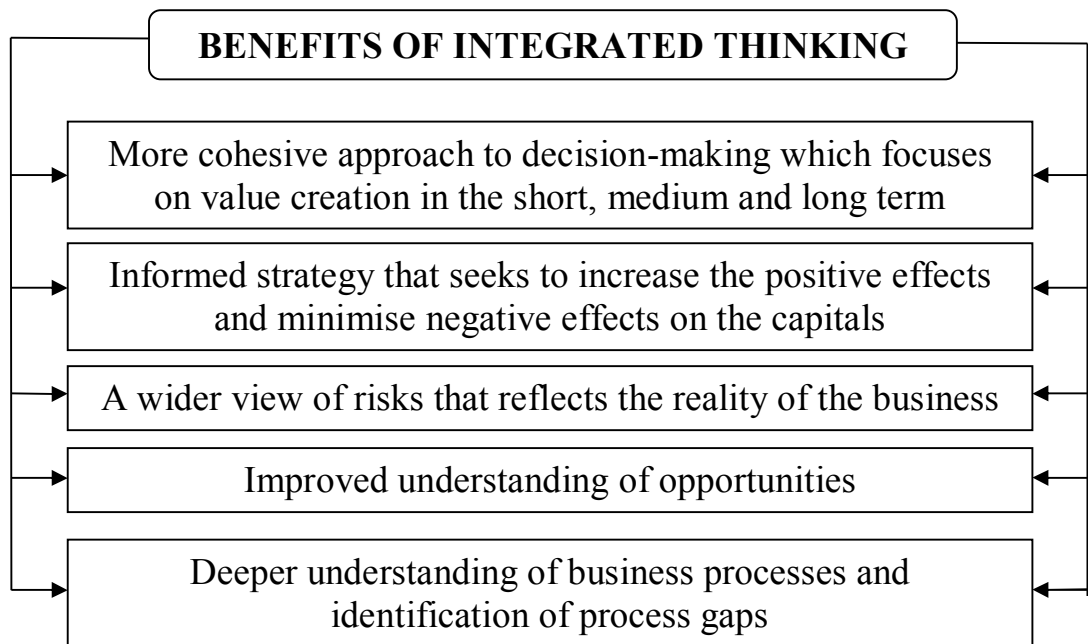 BENEFITS OF INTEGRATED THINKING
More cohesive approach to decision-making which focuses
on value creation in the short, medium and long term
Informed strategy that seeks to increase the positive effects
and minimise negative effects on the capitals
A wider view of risks that reflects the reality of the business
Improved understanding of opportunities
Deeper understanding of business processes and
identification of process gaps